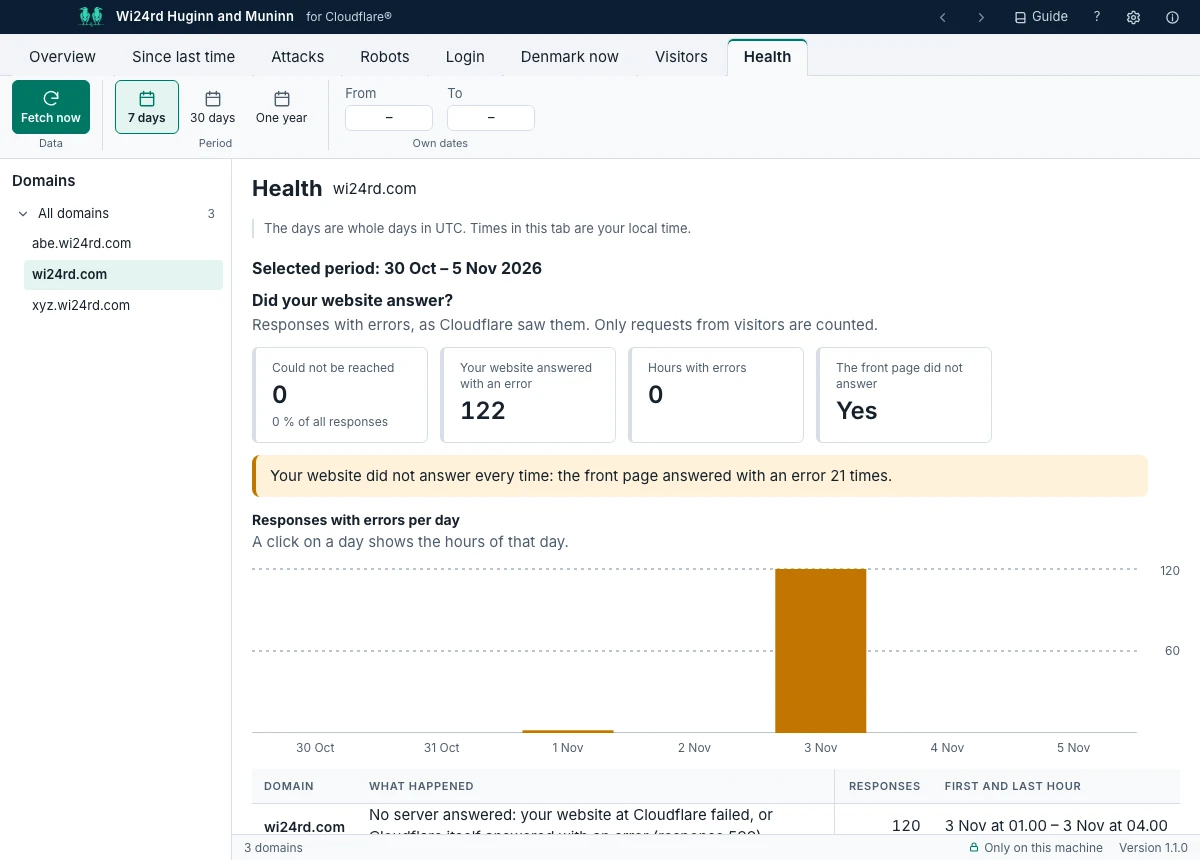 Wi24rd Huginn and Muninn for Cloudflare® Guide ?
Overview Since last time Attacks Robots Login Denmark now Visitors Health
Fetch now 7 days 30 days One year From – To –
Data Period Own dates
Domains
All domains 3
abe.wi24rd.com
wi24rd.com
xyz.wi24rd.com
Health wi24rd.com
The days are whole days in UTC. Times in this tab are your local time.
Selected period: 30 Oct – 5 Nov 2026
Did your website answer?
Responses with errors, as Cloudflare saw them. Only requests from visitors are counted.
Could not be reached
0
0 % of all responses
Your website answered
with an error
122
Hours with errors
0
The front page did not
answer
Yes
Your website did not answer every time: the front page answered with an error 21 times.
Responses with errors per day
A click on a day shows the hours of that day.
120
60
30 Oct 31 Oct 1 Nov 2 Nov 3 Nov 4 Nov 5 Nov
DOMAIN WHAT HAPPENED RESPONSES FIRST AND LAST HOUR
wi24rd.com No server answered: your website at Cloudflare failed, or
120 3 Nov at 01.00 – 3 Nov at 04.00
3 domains Only on this machine Version 1.1.0